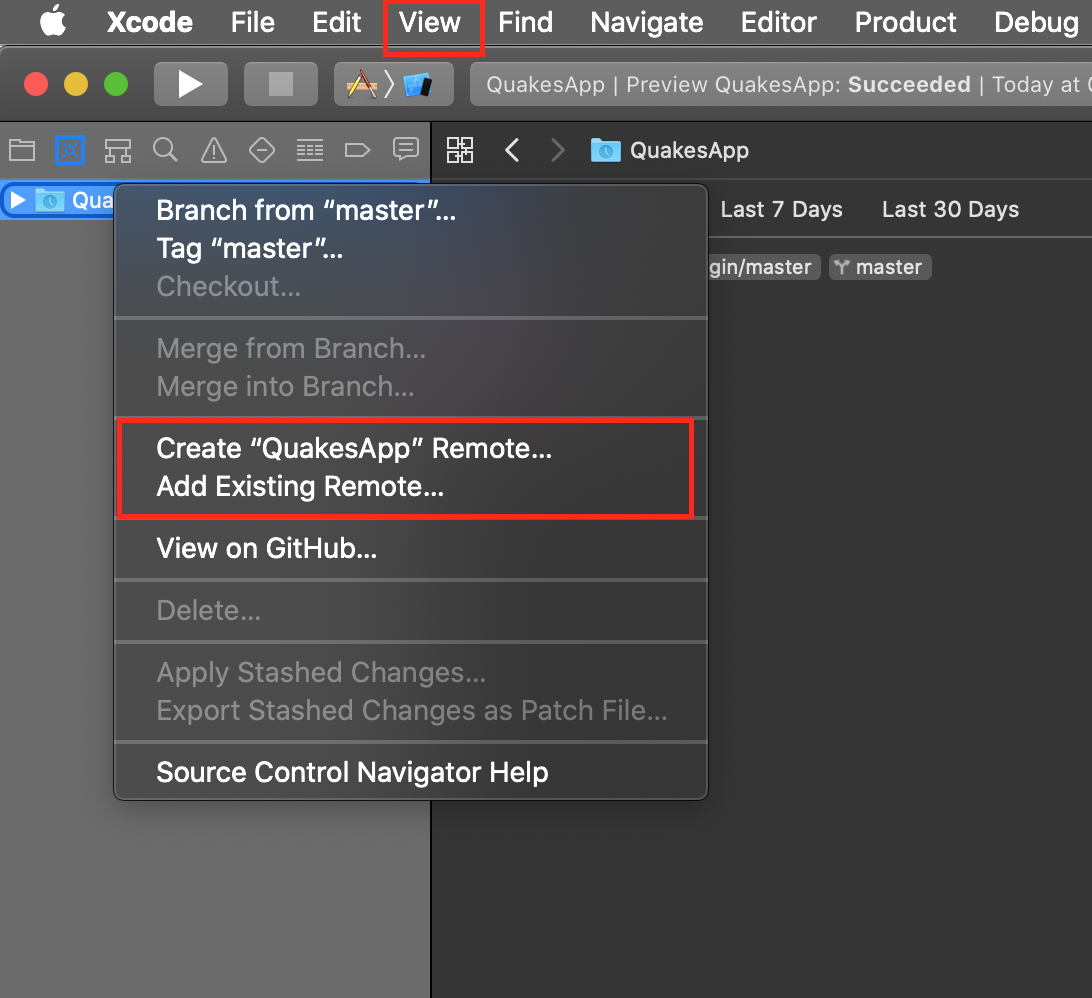 Xcode File Edit View Find Navigate Editor Product Debug
QuakesApp | Preview QuakesApp: Succeeded | Today at
QuakesApp
Qua
Last 7 Days Last 30 Days
gin/master master
Branch from “master”...
Tag “master”...
Checkout...
Merge from Branch...
Merge into Branch...
Create “QuakesApp” Remote...
Add Existing Remote...
View on GitHub...
Delete...
Apply Stashed Changes...
Export Stashed Changes as Patch File...
Source Control Navigator Help